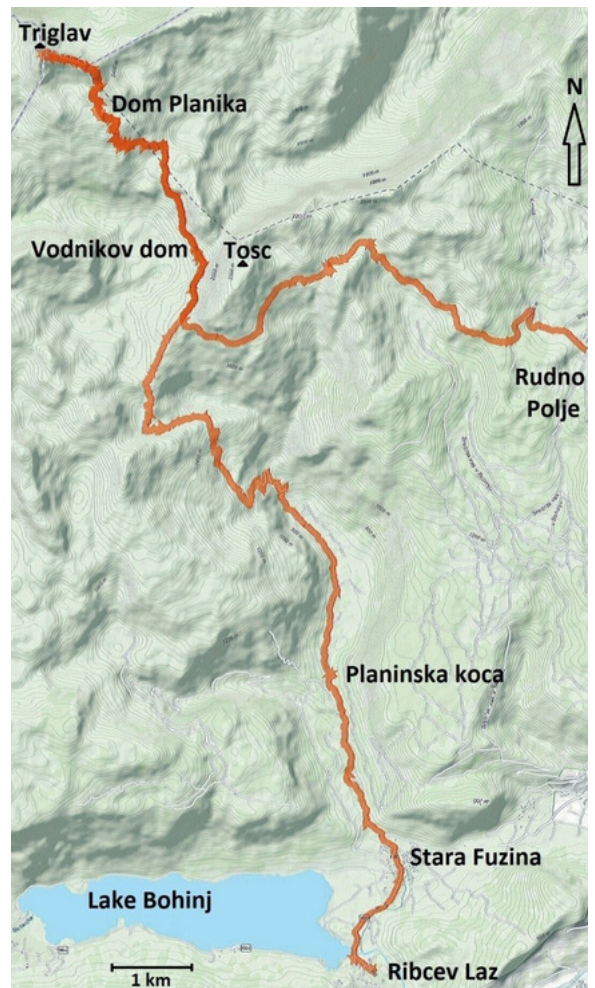 Triglav
Dom Planika
N
Vodnikov dom
Tosc
Rudno
Polje
Planinska koca
Stara Fuzina
Lake Bohinj
Ribcev Laz
1 km